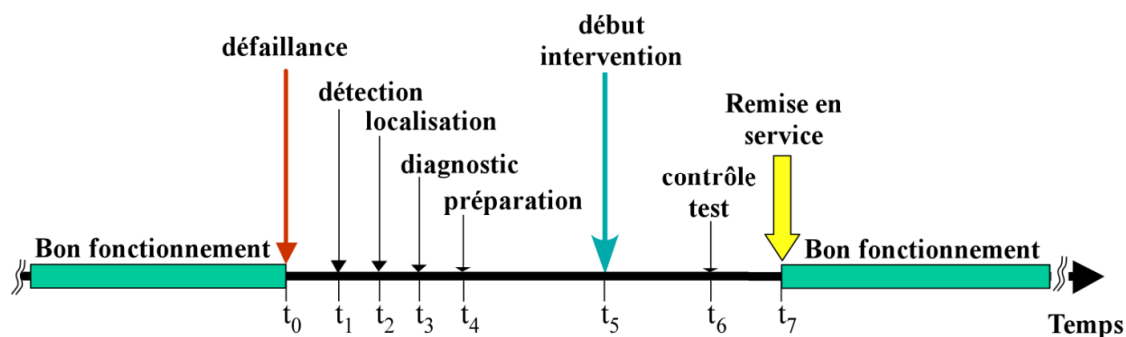 défaillance
détection
localisation
diagnostic
préparation
début
intervention
contrôle
test
Remise en
service
Bon fonctionnement
Bon fonctionnement
t0 t1 t2 t3 t4 t5 t6 t7
Temps